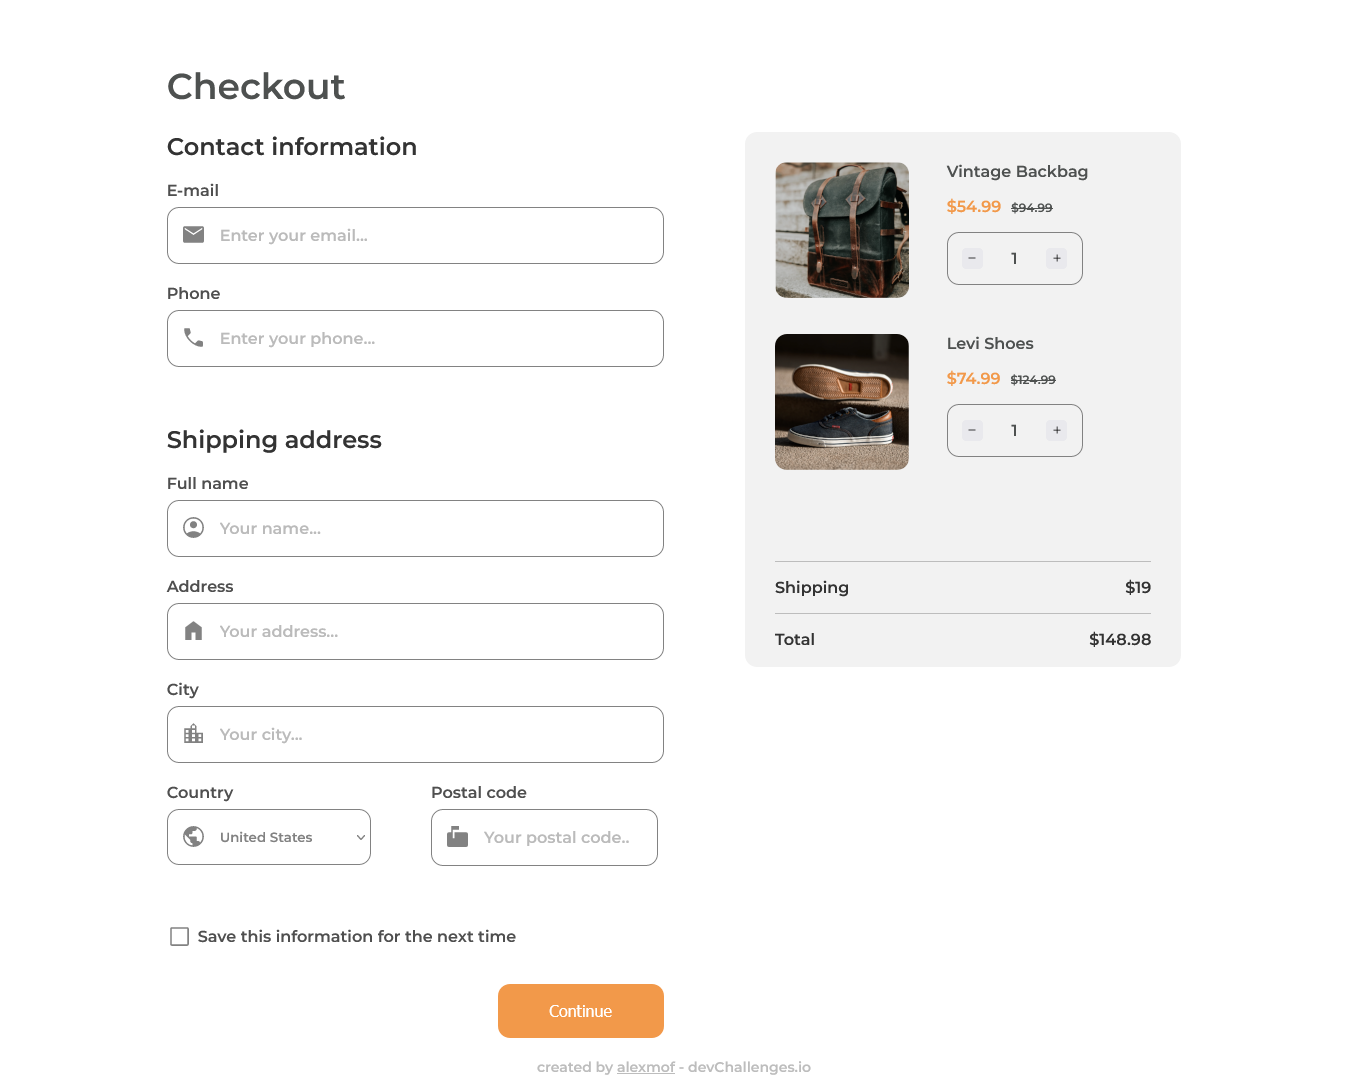 Checkout
Contact information
E-mail
Enter your email...
Phone
Enter your phone...
Shipping address
Full name
Your name...
Address
Your address...
City
Your city...
Country
Postal code
United States
Your postal code..
Save this information for the next time
Continue
Vintage Backbag
$54.99 $94.99
− 1 +
Levi Shoes
$74.99 $124.99
− 1 +
Shipping $19
Total $148.98
created by alexmof - devChallenges.io